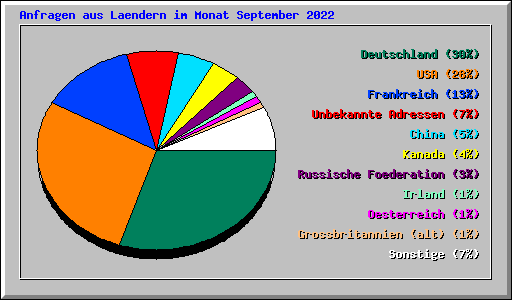 Anfragen aus Laendern im Monat September 2022
Deutschland (30%)
USA (28%)
Frankreich (13%)
Unbekannte Adressen (7%)
China (5%)
Kanada (4%)
Russische Foederation (3%)
Irland (1%)
Oesterreich (1%)
Grossbritannien (alt) (1%)
Sonstige (7%)